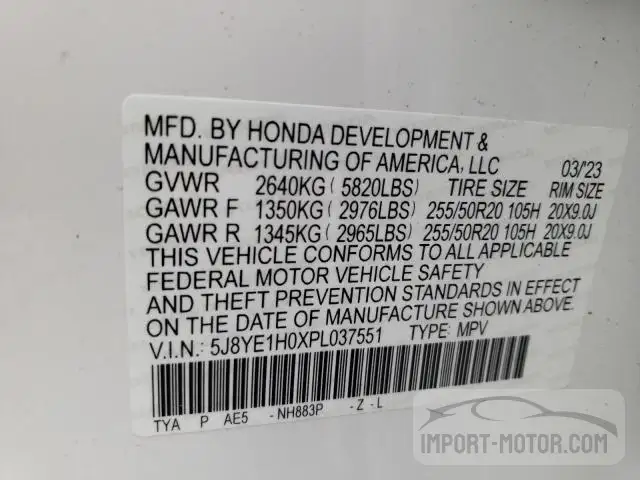 MFD. BY HONDA DEVELOPMENT &
MANUFACTURING OF AMERICA, LLC 03/'23
GVWR 2640KG ( 5820LBS) TIRE SIZE RIM SIZE
GAWR F 1350KG ( 2976LBS) 255/50R20 105H 20X9.0J
GAWR R 1345KG ( 2965LBS) 255/50R20 105H 20X9.0J
THIS VEHICLE CONFORMS TO ALL APPLICABLE
FEDERAL MOTOR VEHICLE SAFETY
AND THEFT PREVENTION STANDARDS IN EFFECT
ON THE DATE OF MANUFACTURE SHOWN ABOVE.
V.I.N.: 5J8YE1H0XPL037551 TYPE: MPV
TYA P AE5 - NH883P - Z - L
IMPORT-MOTOR.COM